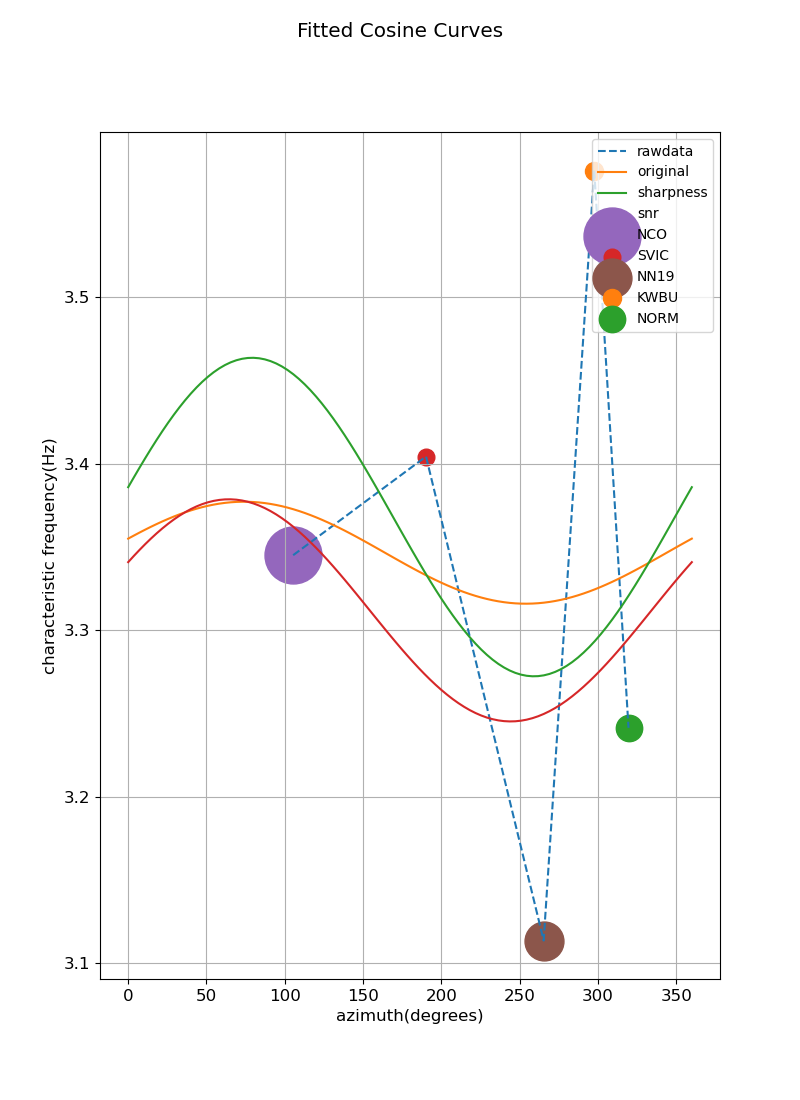 Fitted Cosine Curves
rawdata
original
sharpness
snr
NCO
SVIC
NN19
KWBU
NORM
3.5
3.4
3.3
3.2
3.1
characteristic frequency(Hz)
0 50 100 150 200 250 300 350
azimuth(degrees)